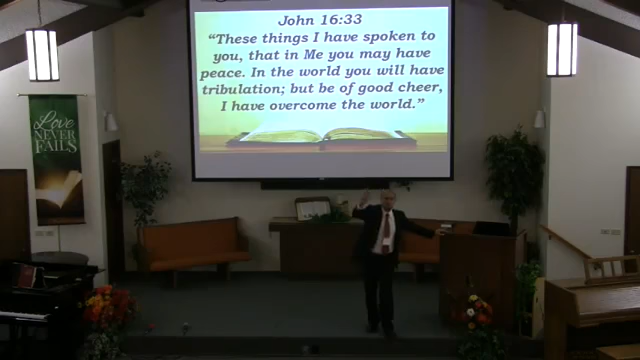 John 16:33
“These things I have spoken to
you, that in Me you may have
peace. In the world you will have
tribulation; but be of good cheer,
I have overcome the world.”
Love
NEVER
FAILS